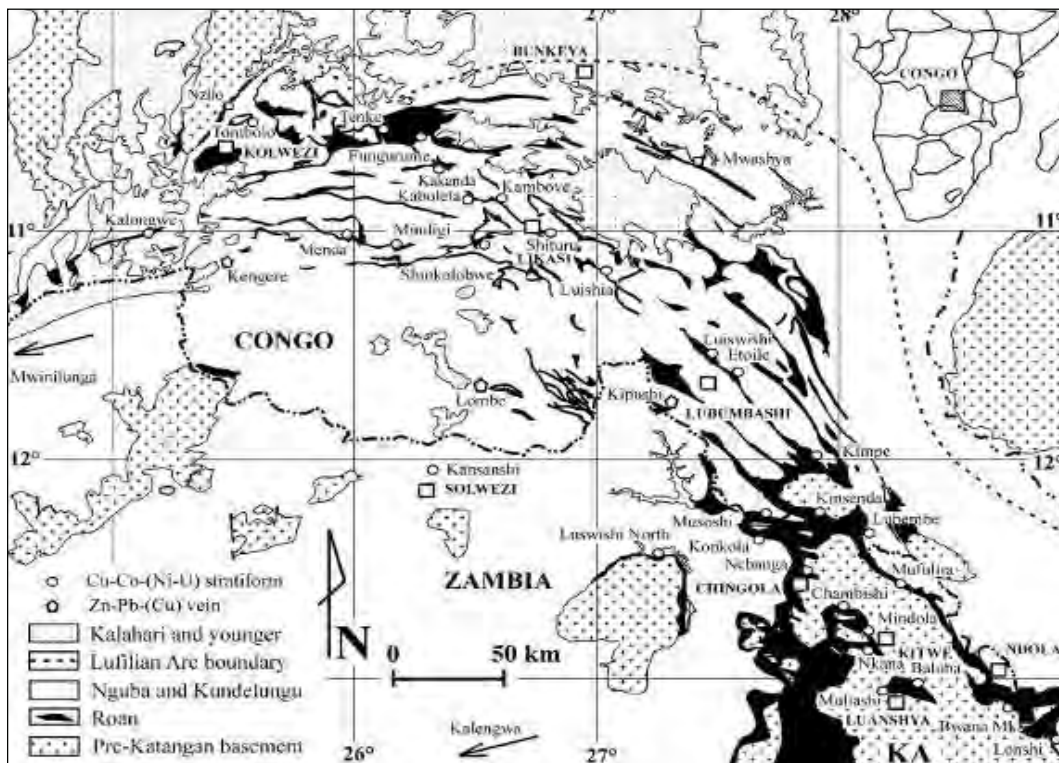 27°
28°
BUNKEYA
CONGO
Nzilo
Tenke
Tombolo
KOLWEZI
Fungurume
Mwashya
Kakanda
Kambove
Kabolela
Kalongwe
11°
11°
Menda
Mindigi
Shituru
LIKASI
Kengere
Shinkolobwe
Luishia
CONGO
Luiswishi
Etoile
Mwinilunga
Lombe
Kipushi
LUBUMBASHI
12°
12°
Kimpe
Kansanshi
SOLWEZI
Kinsenda
Musoshi
Lubembe
Luswishi North
Konkola
Nchanga
Mufulira
Cu-Co-(Ni-U) stratiform
ZAMBIA
CHINGOLA
Zn-Pb-(Cu) vein
Chambishi
Kalahari and younger
Mindola
Lufilian Arc boundary
N
0
50 km
KITWE
NDOLA
Nkana
Baluba
Nguba and Kundelungu
Muliashi
Roan
LUANSHYA
Bwana Mk
Kalengwa
Pre-Katangan basement
26°
27°
KA
Lonshi